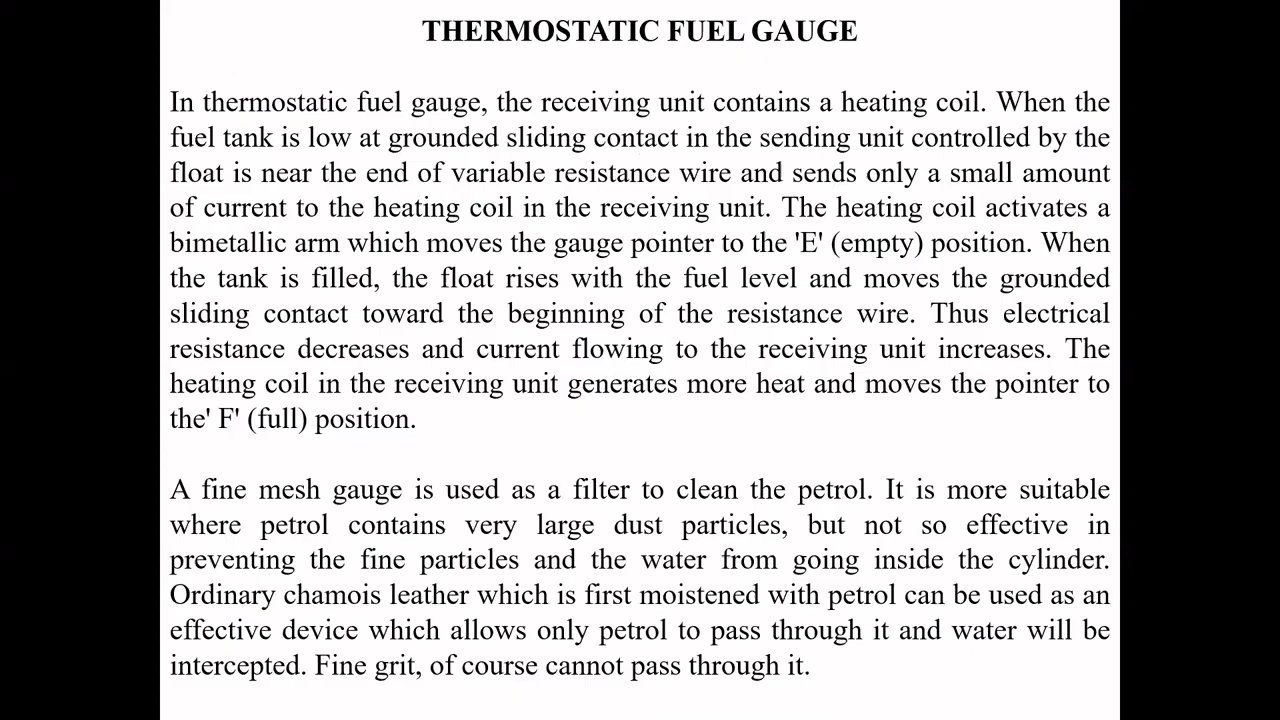 THERMOSTATIC FUEL GAUGE
In thermostatic fuel gauge, the receiving unit contains a heating coil. When the
fuel tank is low at grounded sliding contact in the sending unit controlled by the
float is near the end of variable resistance wire and sends only a small amount
of current to the heating coil in the receiving unit. The heating coil activates a
bimetallic arm which moves the gauge pointer to the 'E' (empty) position. When
the tank is filled, the float rises with the fuel level and moves the grounded
sliding contact toward the beginning of the resistance wire. Thus electrical
resistance decreases and current flowing to the receiving unit increases. The
heating coil in the receiving unit generates more heat and moves the pointer to
the' F' (full) position.
A fine mesh gauge is used as a filter to clean the petrol. It is more suitable
where petrol contains very large dust particles, but not so effective in
preventing the fine particles and the water from going inside the cylinder.
Ordinary chamois leather which is first moistened with petrol can be used as an
effective device which allows only petrol to pass through it and water will be
intercepted. Fine grit, of course cannot pass through it.